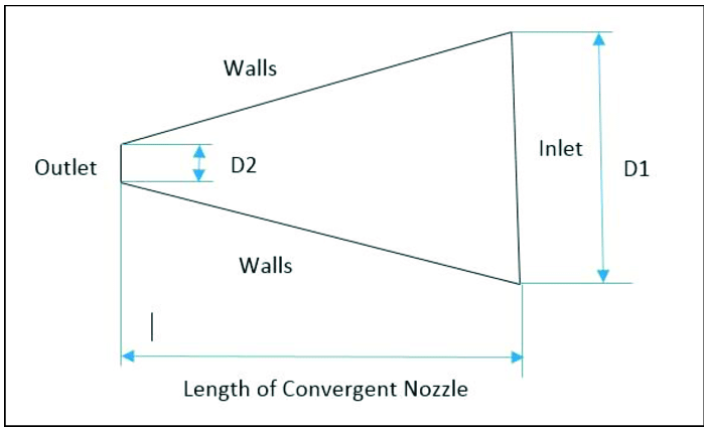 Walls
Inlet
Outlet
D2
D1
Walls
Length of Convergent Nozzle